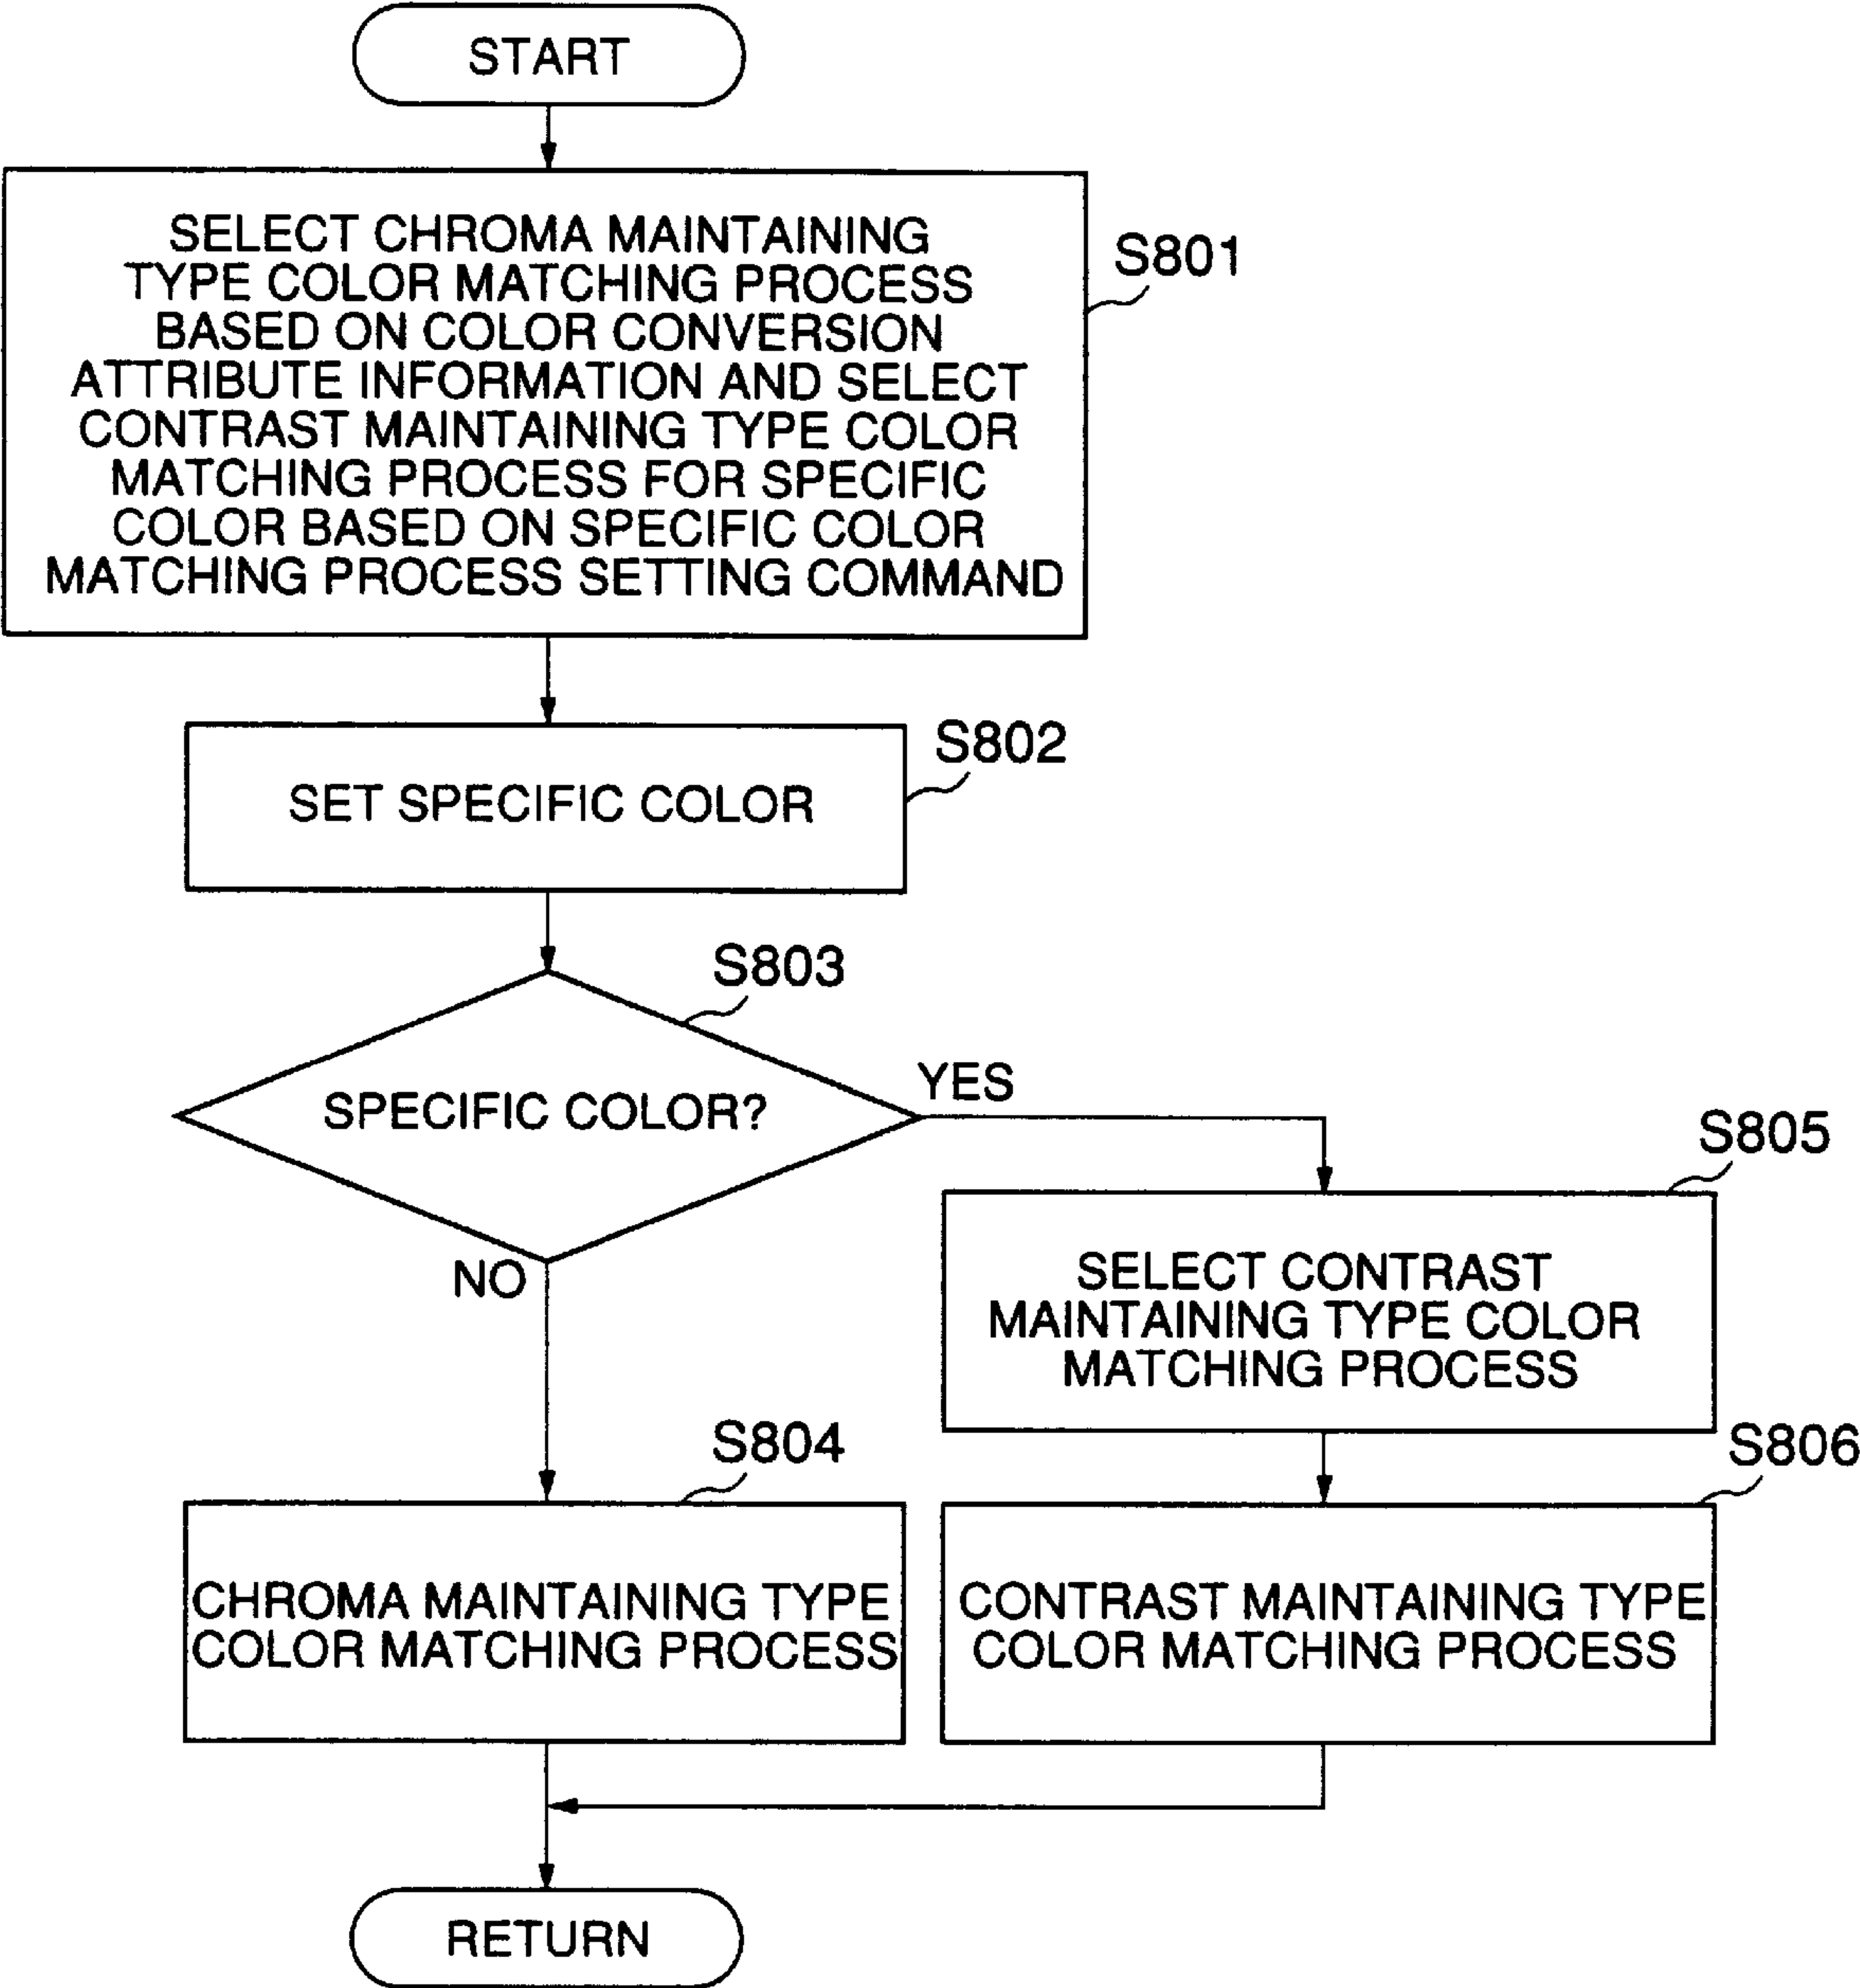 START
SELECT CHROMA MAINTAINING
TYPE COLOR MATCHING PROCESS
BASED ON COLOR CONVERSION
ATTRIBUTE INFORMATION AND SELECT
CONTRAST MAINTAINING TYPE COLOR
MATCHING PROCESS FOR SPECIFIC
COLOR BASED ON SPECIFIC COLOR
MATCHING PROCESS SETTING COMMAND
S801
S802
SET SPECIFIC COLOR
S803
SPECIFIC COLOR?
YES
NO
S805
SELECT CONTRAST
MAINTAINING TYPE COLOR
MATCHING PROCESS
S804
CHROMA MAINTAINING TYPE
COLOR MATCHING PROCESS
S806
CONTRAST MAINTAINING TYPE
COLOR MATCHING PROCESS
RETURN